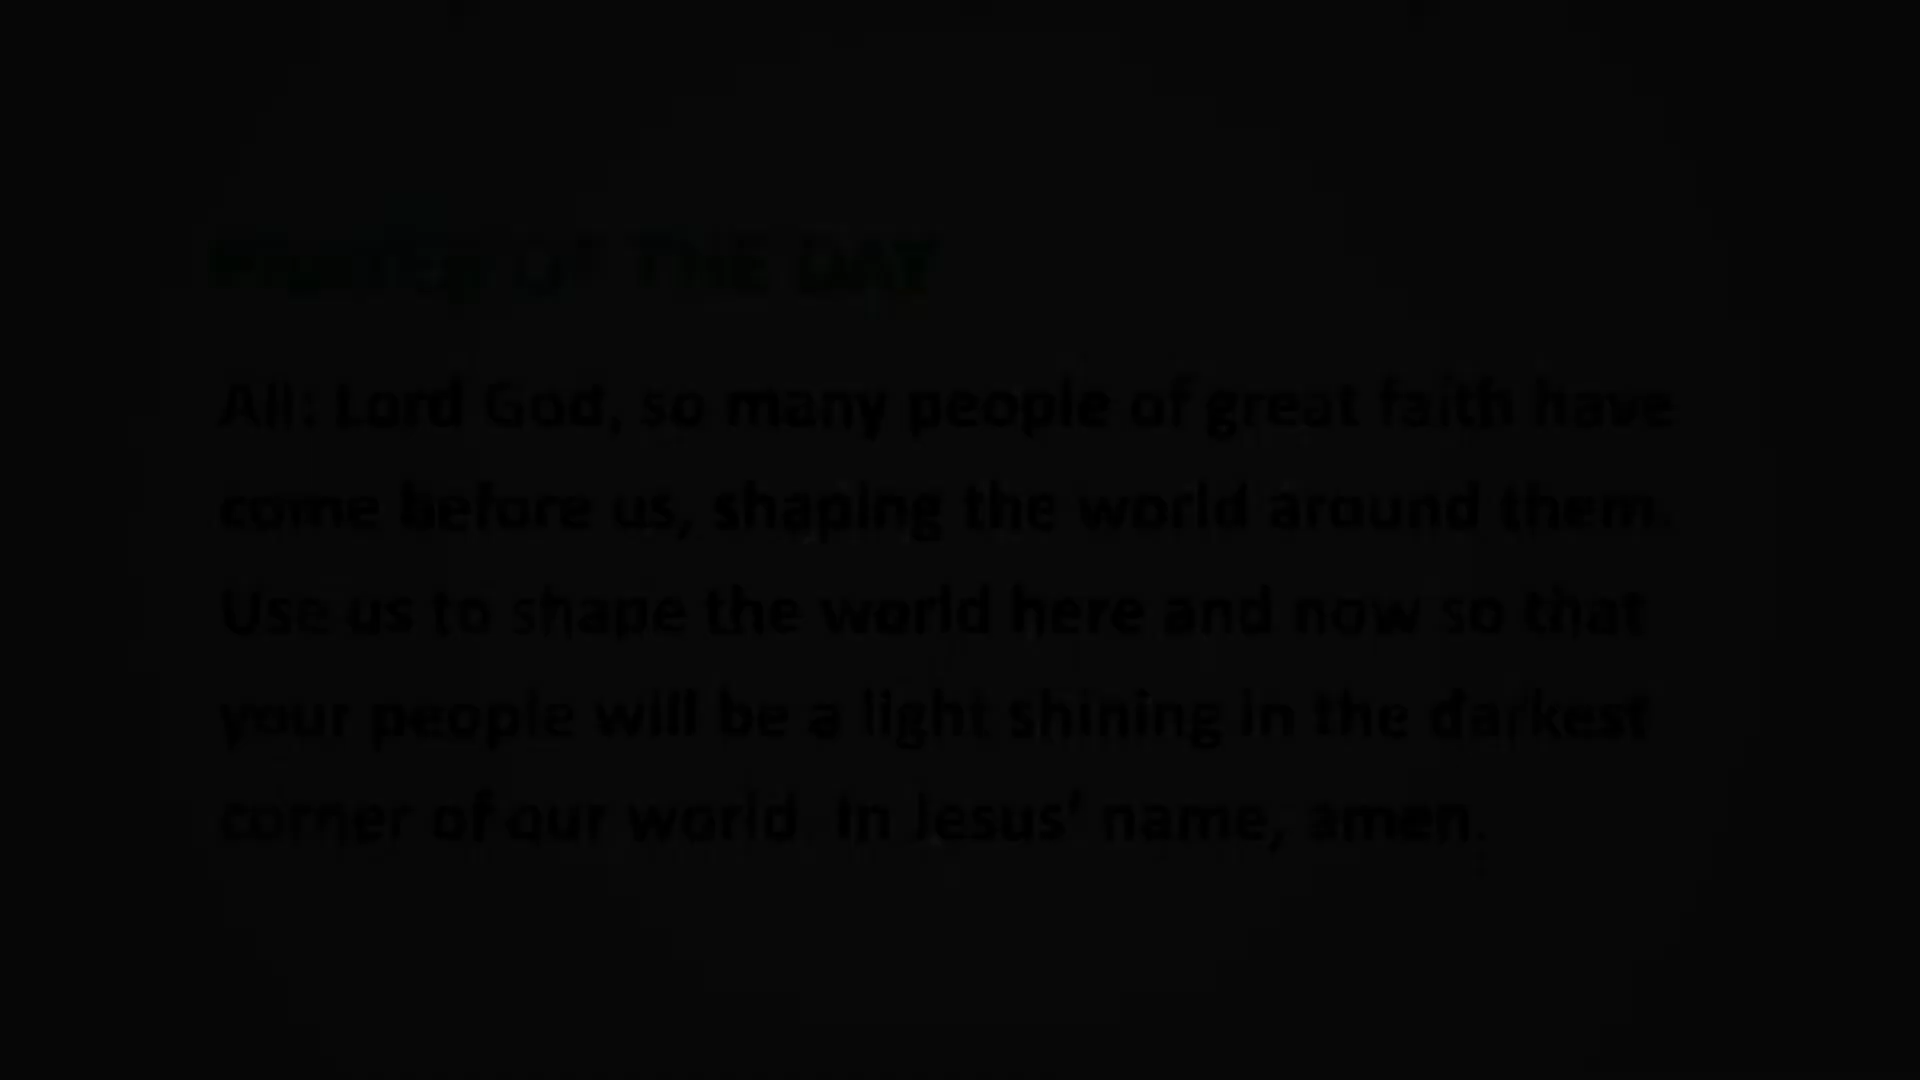 PRAYER OF THE DAY
All: Lord God, so many people of great faith have
come before us, shaping the world around them.
Use us to shape the world here and now so that
your people will be a light shining in the darkest
corner of our world. In Jesus' name, amen.